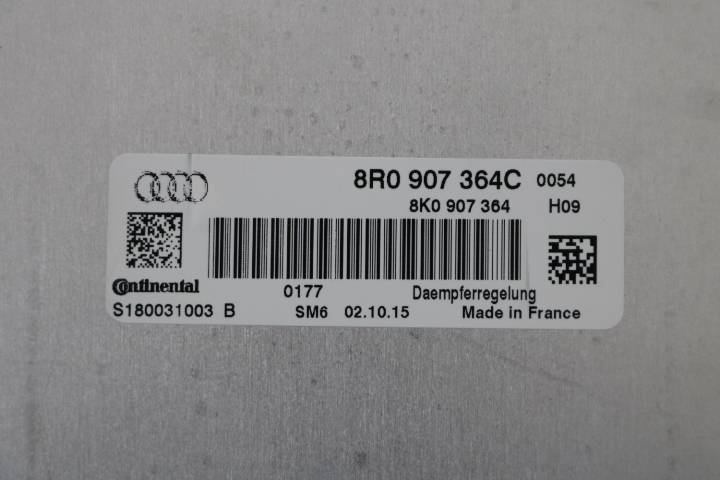 8R0 907 364C 0054
8K0 907 364 H09
Continental 0177 Daempferregelung
S180031003 B SM6 02.10.15 Made in France